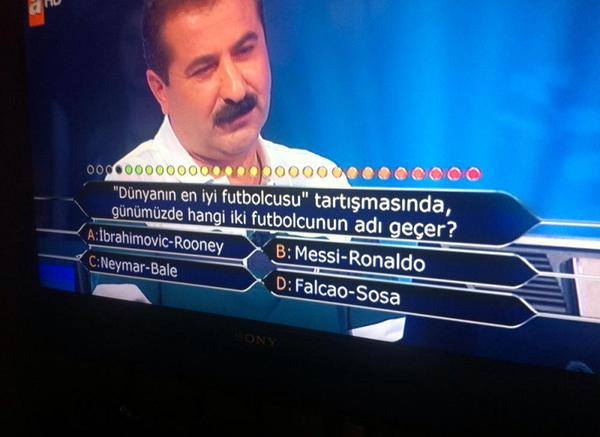 a HD
"Dünyanın en iyi futbolcusu" tartışmasında,
günümüzde hangi iki futbolcunun adı geçer?
A:İbrahimovic-Rooney
B: Messi-Ronaldo
C:Neymar-Bale
D: Falcao-Sosa
SONY